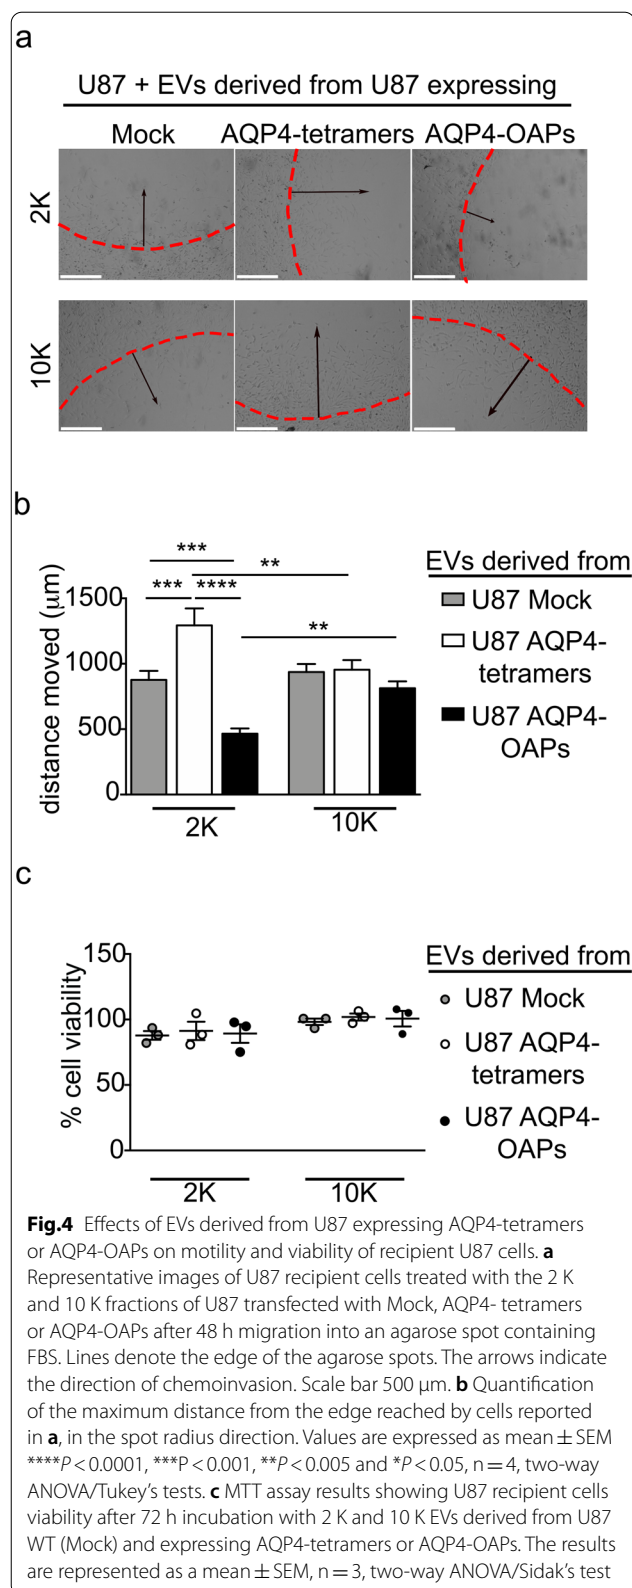 a
U87 + EVs derived from U87 expressing
Mock AQP4-tetramers AQP4-OAPs
2K
10K
b
*** **
*** ****
**
distance moved (μm)
1500
1000
500
0
2K 10K
EVs derived from
U87 Mock
U87 AQP4-
tetramers
U87 AQP4-
OAPs
c
% cell viability
150
100
50
0
2K 10K
EVs derived from
U87 Mock
U87 AQP4-
tetramers
U87 AQP4-
OAPs
Fig.4 Effects of EVs derived from U87 expressing AQP4-tetramers
or AQP4-OAPs on motility and viability of recipient U87 cells. a
Representative images of U87 recipient cells treated with the 2 K
and 10 K fractions of U87 transfected with Mock, AQP4- tetramers
or AQP4-OAPs after 48 h migration into an agarose spot containing
FBS. Lines denote the edge of the agarose spots. The arrows indicate
the direction of chemoinvasion. Scale bar 500 μm. b Quantification
of the maximum distance from the edge reached by cells reported
in a, in the spot radius direction. Values are expressed as mean ± SEM
****P < 0.0001, ***P < 0.001, **P < 0.005 and *P < 0.05, n = 4, two-way
ANOVA/Tukey's tests. c MTT assay results showing U87 recipient cells
viability after 72 h incubation with 2 K and 10 K EVs derived from U87
WT (Mock) and expressing AQP4-tetramers or AQP4-OAPs. The results
are represented as a mean ± SEM, n = 3, two-way ANOVA/Sidak's test